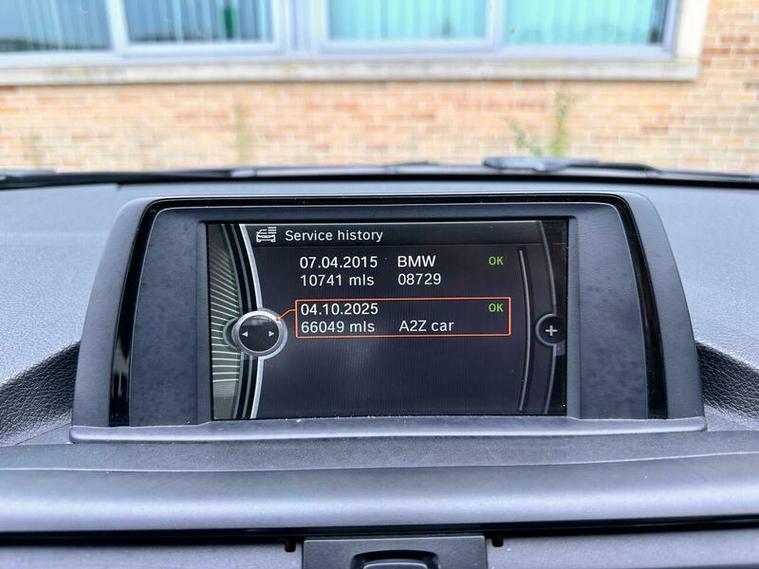 Service history
07.04.2015 BMW OK
10741 mls 08729
04.10.2025 OK
66049 mls A2Z car